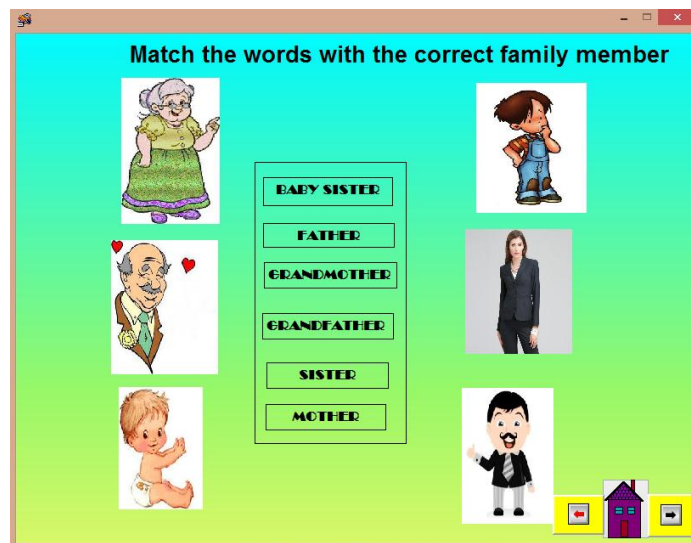 Match the words with the correct family member
BABY SISTER
FATHER
GRANDMOTHER
GRANDFATHER
SISTER
MOTHER